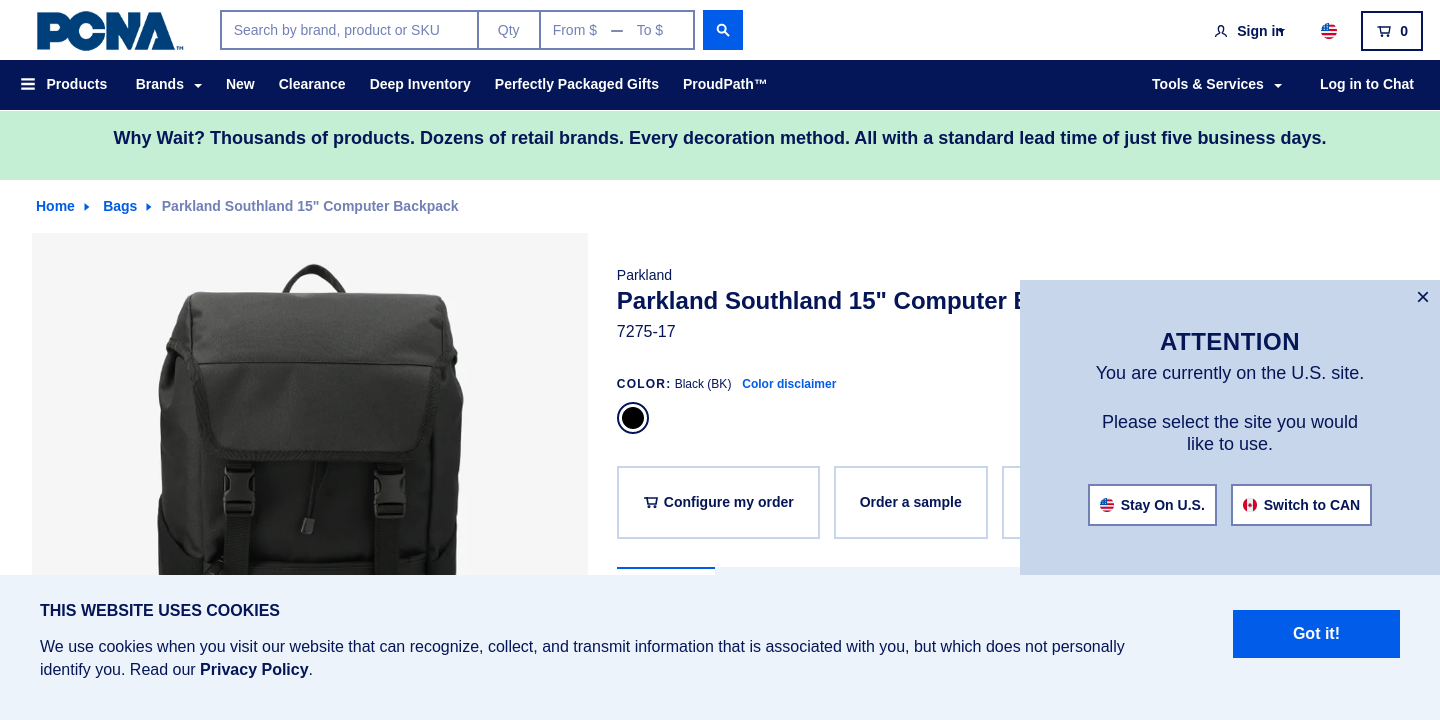 PCNA™
Search by brand, product or SKU
Qty
From $ — To $
Sign in
0
Products
Brands
New
Clearance
Deep Inventory
Perfectly Packaged Gifts
ProudPath™
Tools & Services
Log in to Chat
Why Wait? Thousands of products. Dozens of retail brands. Every decoration method. All with a standard lead time of just five business days.
Home
Bags
Parkland Southland 15" Computer Backpack
Parkland
Parkland Southland 15" Computer
7275-17
COLOR: Black (BK) Color disclaimer
Configure my order
Order a sample
×
ATTENTION
You are currently on the U.S. site.
Please select the site you would
like to use.
Stay On U.S.
Switch to CAN
THIS WEBSITE USES COOKIES
We use cookies when you visit our website that can recognize, collect, and transmit information that is associated with you, but which does not personally
identify you. Read our Privacy Policy.
Got it!